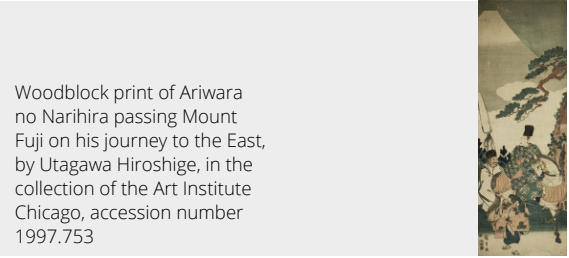 Woodblock print of Ariwara
no Narihira passing Mount
Fuji on his journey to the East,
by Utagawa Hiroshige, in the
collection of the Art Institute
Chicago, accession number
1997.753